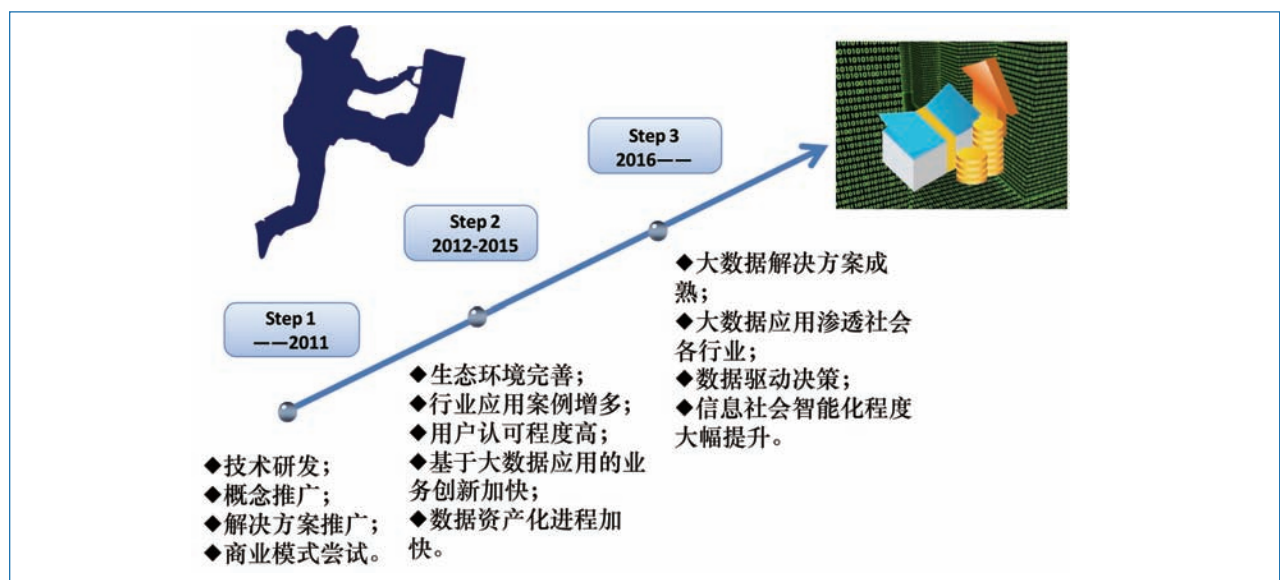 Step 1
——2011
◆技术研发;
◆概念推广;
◆解决方案推广;
◆商业模式尝试。
Step 2
2012-2015
◆生态环境完善;
◆行业应用案例增多;
◆用户认可程度高;
◆基于大数据应用的业
务创新加快;
◆数据资产化进程加
快。
Step 3
2016——
◆大数据解决方案成
熟;
◆大数据应用渗透社会
各行业;
◆数据驱动决策;
◆信息社会智能化程度
大幅提升。